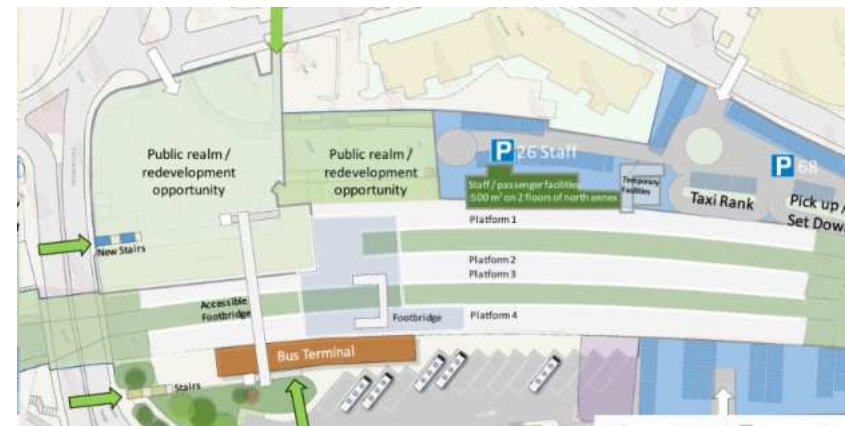 Public realm /
redevelopment
opportunity
Public realm /
redevelopment
opportunity
P 26 Staff
P 68
Staff / passenger facilities
500 m² on 2 floors of north annex
Temporary
Facilities
Taxi Rank
Pick up /
Set Down
Platform 1
New Stairs
Platform 2
Platform 3
Accessible
Footbridge
Footbridge
Platform 4
Bus Terminal
Stairs